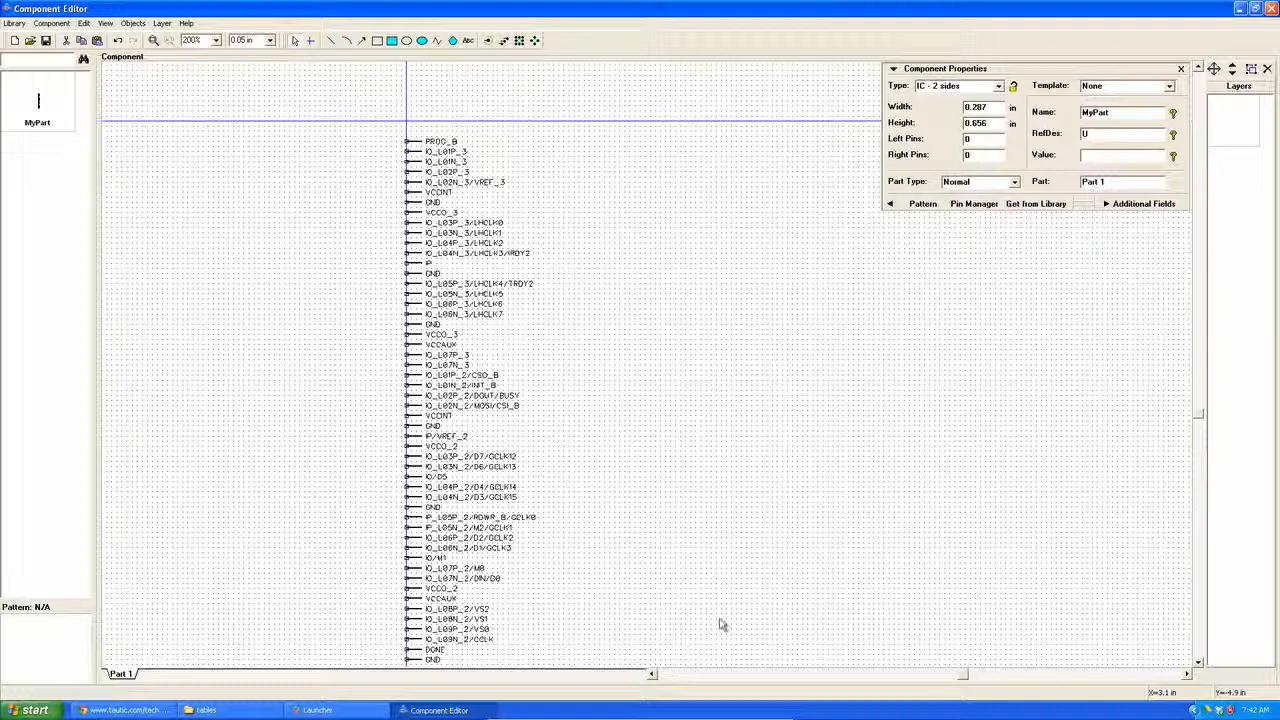 Component Editor
Library Component Edit View Objects Layer Help
200% 0.05 in Abc
Component
MyPart
Pattern: N/A
PROG_B
IO_L01P_3
IO_L01N_3
IO_L02P_3
IO_L02N_3/VREF_3
VCCINT
GND
VCCO_3
IO_L03P_3/LHCLK0
IO_L03N_3/LHCLK1
IO_L04P_3/LHCLK2
IO_L04N_3/LHCLK3/IRDY2
IP
GND
IO_L05P_3/LHCLK4/TRDY2
IO_L05N_3/LHCLK5
IO_L06P_3/LHCLK6
IO_L06N_3/LHCLK7
GND
VCCO_3
VCCAUX
IO_L07P_3
IO_L07N_3
IO_L01P_2/CSO_B
IO_L01N_2/INIT_B
IO_L02P_2/DOUT/BUSY
IO_L02N_2/MOSI/CSI_B
VCCINT
GND
IP/VREF_2
VCCO_2
IO_L03P_2/D7/GCLK12
IO_L03N_2/D6/GCLK13
IO/D5
IO_L04P_2/D4/GCLK14
IO_L04N_2/D3/GCLK15
GND
IP_L05P_2/RDWR_B/GCLK0
IP_L05N_2/M2/GCLK1
IO_L06P_2/D2/GCLK2
IO_L06N_2/D1/GCLK3
IO/M1
IO_L07P_2/M0
IO_L07N_2/DIN/D0
VCCO_2
VCCAUX
IO_L08P_2/VS2
IO_L08N_2/VS1
IO_L09P_2/VS0
IO_L09N_2/CCLK
DONE
GND
Component Properties
Type: IC - 2 sides Template: None
Width: 0.287 in Name: MyPart
Height: 0.656 in
Left Pins: 0 RefDes: U
Right Pins: 0 Value:
Part Type: Normal Part: Part 1
Pattern Pin Manager Get from Library Additional Fields
Layers
Part 1
X=3.1 in Y=-4.9 in
start www.tautic.com/tech... tables Launcher Component Editor 7:42 AM